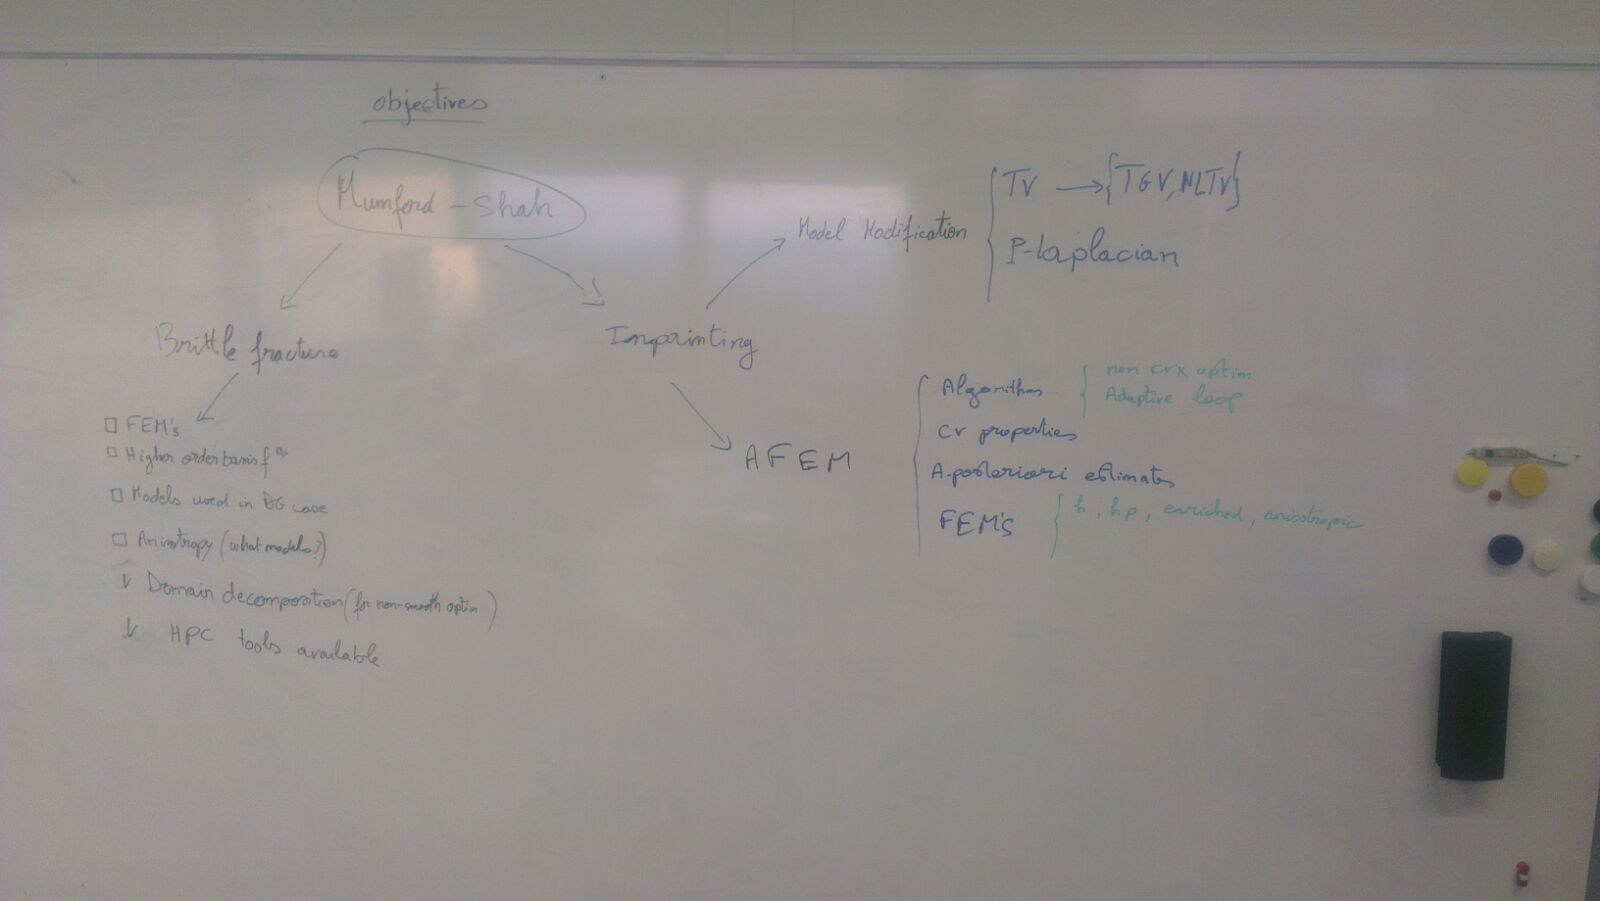 objectives
Mumford - Shah
Brittle fracture
□ FEM's
□ Higher order basis f°ⁿˢ
□ Models used in DG case
□ Anisotropy (what models?)
↓ Domain decomposition (for non-smooth optim)
↓ HPC tools available
Inpainting
Model Modification
TV → {TGV, NLTV}
P-laplacian
AFEM
Algorithms
non cvx optim
Adaptive loop
Cv properties
A-posteriori estimates
FEM'S
h, hp, enriched, anisotropic